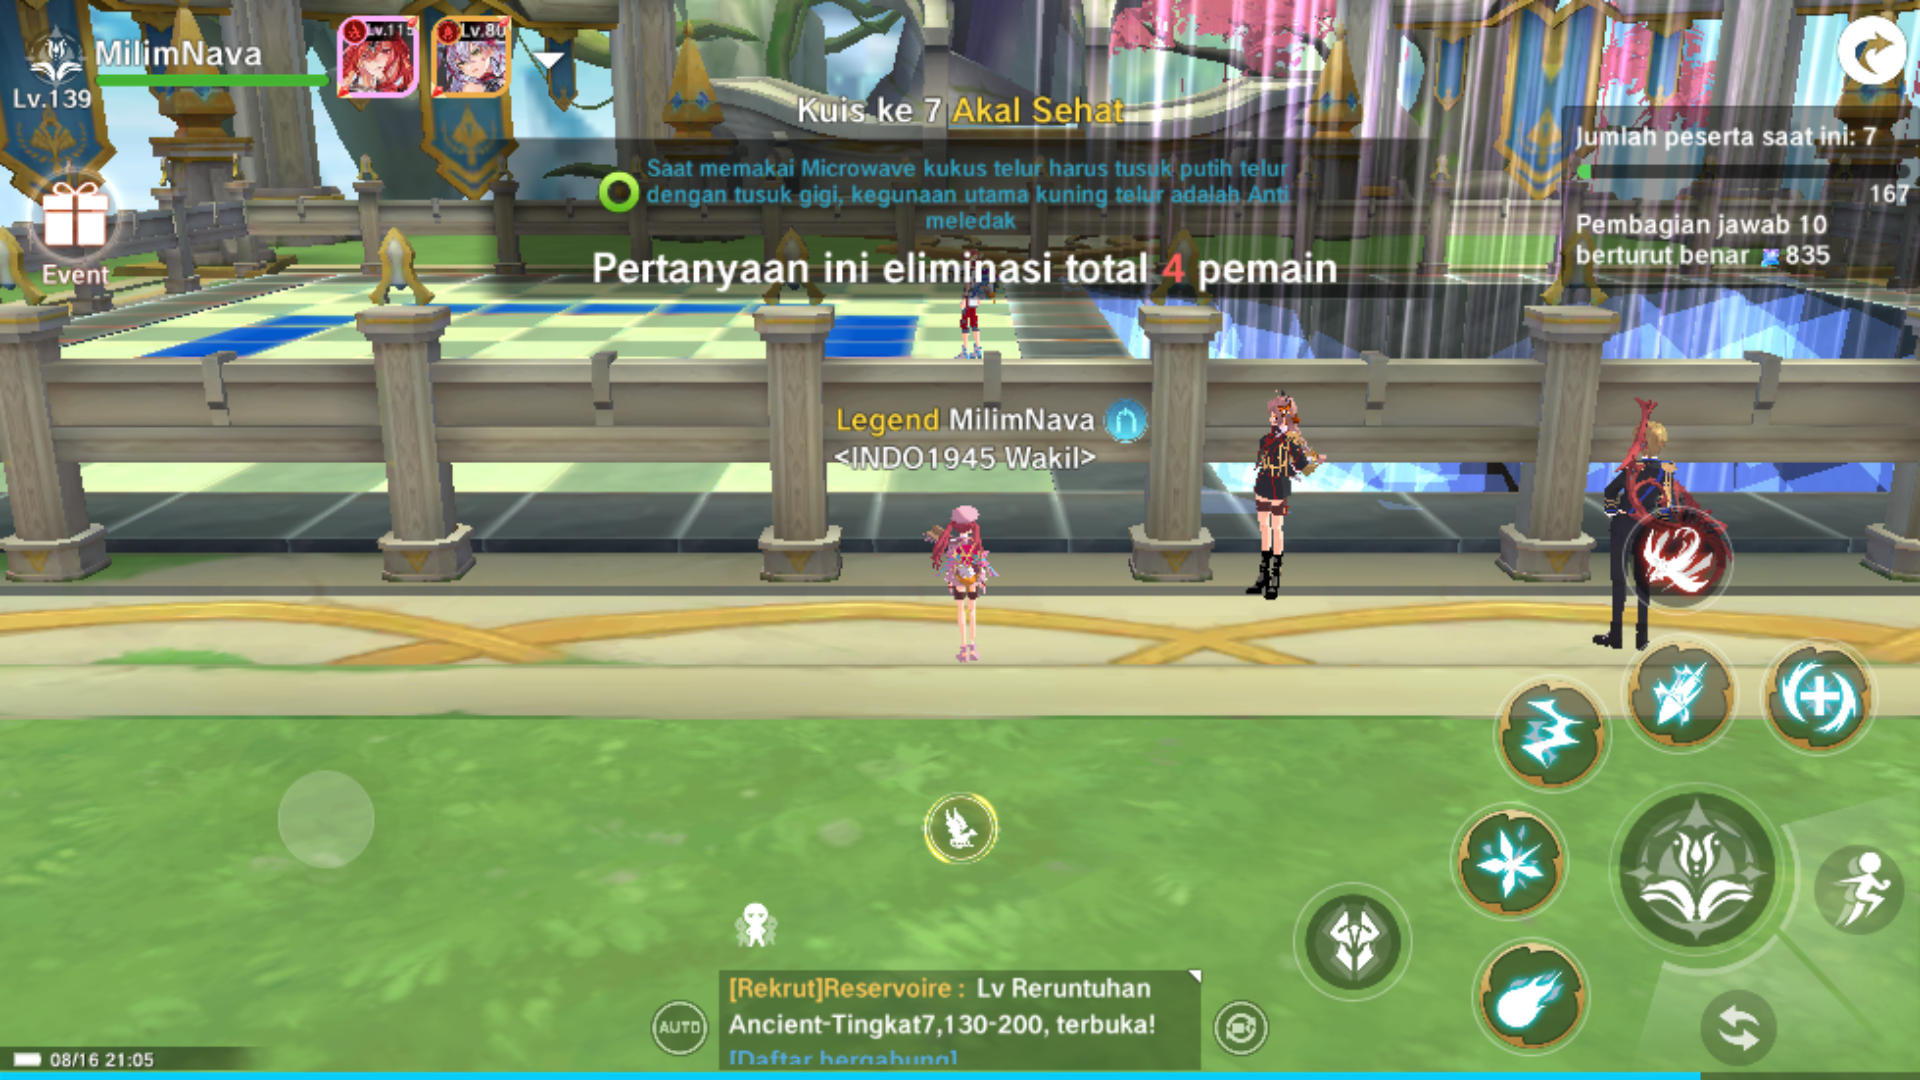 MilimNava
Lv.139
Lv.115
Lv.80
Kuis ke 7 Akal Sehat
Saat memakai Microwave kukus telur harus tusuk putih telur
dengan tusuk gigi, kegunaan utama kuning telur adalah Anti
meledak
Pertanyaan ini eliminasi total 4 pemain
Jumlah peserta saat ini: 7
167
Pembagian jawab 10
berturut benar 835
Event
Legend MilimNava
<INDO1945 Wakil>
[Rekrut]Reservoire : Lv Reruntuhan
Ancient-Tingkat7,130-200, terbuka!
[Daftar bergabung]
AUTO
08/16 21:05